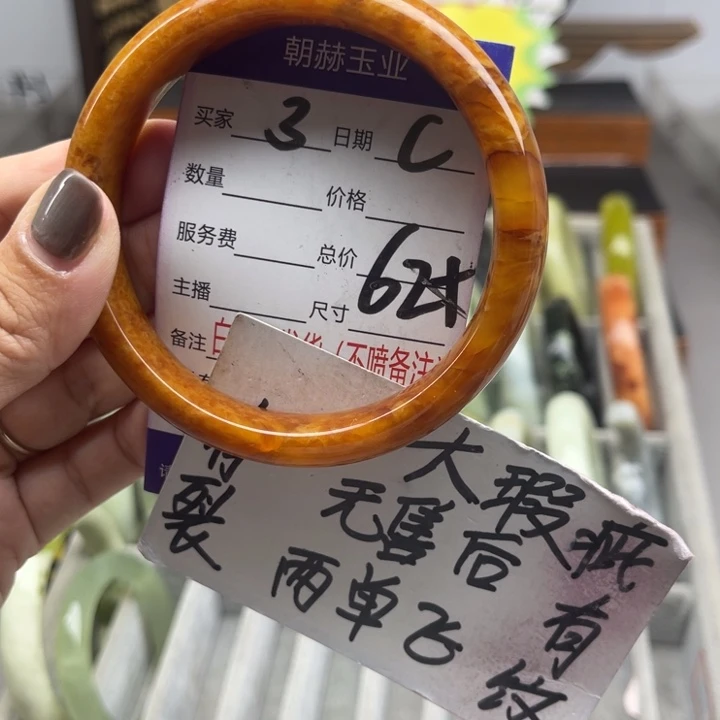 朝赫玉业
买家 3 日期 C
数量 价格
服务费 总价
主播 尺寸 62+
备注 (不喷备注
大瑕疵
无售后 有纹
裂
两单飞